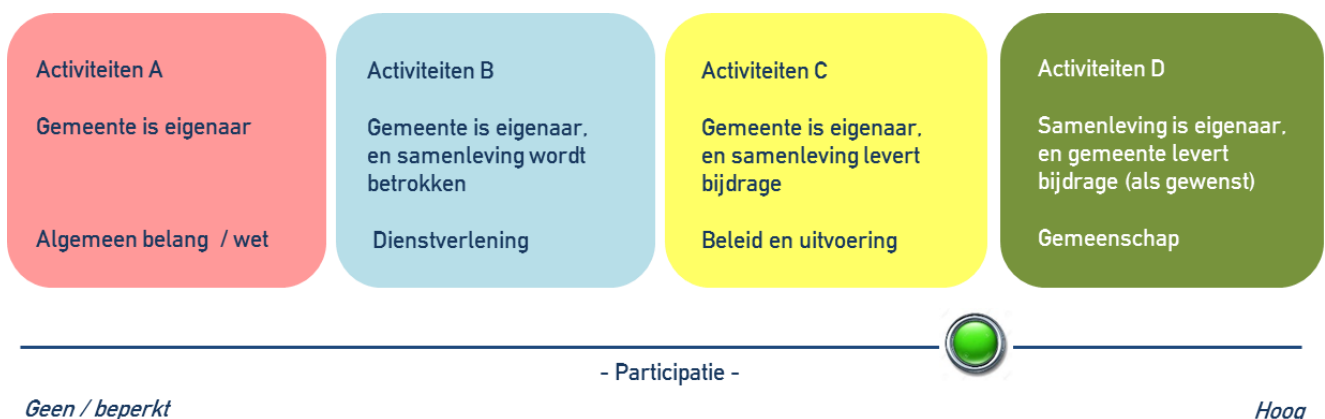 Activiteiten A
Gemeente is eigenaar
Algemeen belang / wet
Activiteiten B
Gemeente is eigenaar,
en samenleving wordt
betrokken
Dienstverlening
Activiteiten C
Gemeente is eigenaar,
en samenleving levert
bijdrage
Beleid en uitvoering
Activiteiten D
Samenleving is eigenaar,
en gemeente levert
bijdrage (als gewenst)
Gemeenschap
- Participatie -
Geen / beperkt
Hoog